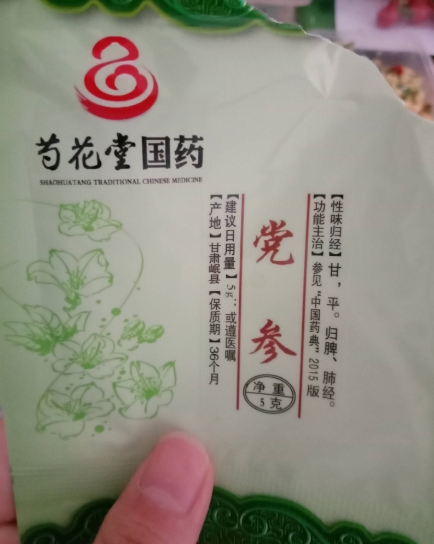 芍花堂国药
SHAOHUATANG TRADITIONAL CHINESE MEDICINE
【性味归经】甘，平。归脾、肺经。
【功能主治】参见“中国药典”2015版
党参
净重
5克
【建议日用量】5g；或遵医嘱
【产地】甘肃岷县【保质期】36个月